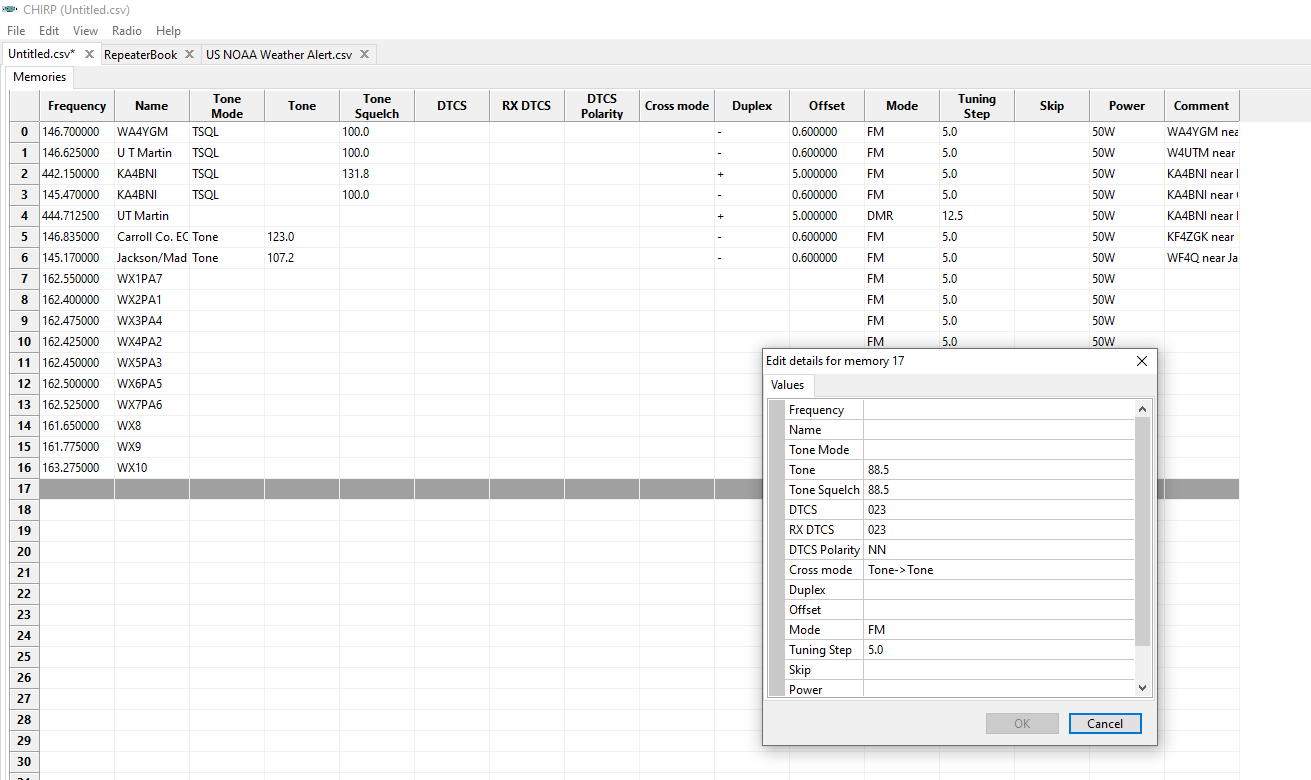 CHIRP (Untitled.csv)
File Edit View Radio Help
Untitled.csv* RepeaterBook US NOAA Weather Alert.csv
Memories
Frequency Name Tone Mode Tone Tone Squelch DTCS RX DTCS DTCS Polarity Cross mode Duplex Offset Mode Tuning Step Skip Power Comment
0 146.700000 WA4YGM TSQL 100.0 - 0.600000 FM 5.0 50W WA4YGM nea
1 146.625000 U T Martin TSQL 100.0 - 0.600000 FM 5.0 50W W4UTM near
2 442.150000 KA4BNI TSQL 131.8 + 5.000000 FM 5.0 50W KA4BNI near
3 145.470000 KA4BNI TSQL 100.0 - 0.600000 FM 5.0 50W KA4BNI near
4 444.712500 UT Martin + 5.000000 DMR 12.5 50W KA4BNI near
5 146.835000 Carroll Co. EC Tone 123.0 - 0.600000 FM 5.0 50W KF4ZGK near
6 145.170000 Jackson/Mad Tone 107.2 - 0.600000 FM 5.0 50W WF4Q near Ja
7 162.550000 WX1PA7 FM 5.0 50W
8 162.400000 WX2PA1 FM 5.0 50W
9 162.475000 WX3PA4 FM 5.0 50W
10 162.425000 WX4PA2 FM 5.0 50W
11 162.450000 WX5PA3
12 162.500000 WX6PA5
13 162.525000 WX7PA6
14 161.650000 WX8
15 161.775000 WX9
16 163.275000 WX10
17
18
19
20
21
22
23
24
25
26
27
28
29
30
Edit details for memory 17
Values
Frequency
Name
Tone Mode
Tone 88.5
Tone Squelch 88.5
DTCS 023
RX DTCS 023
DTCS Polarity NN
Cross mode Tone->Tone
Duplex
Offset
Mode FM
Tuning Step 5.0
Skip
Power
OK Cancel